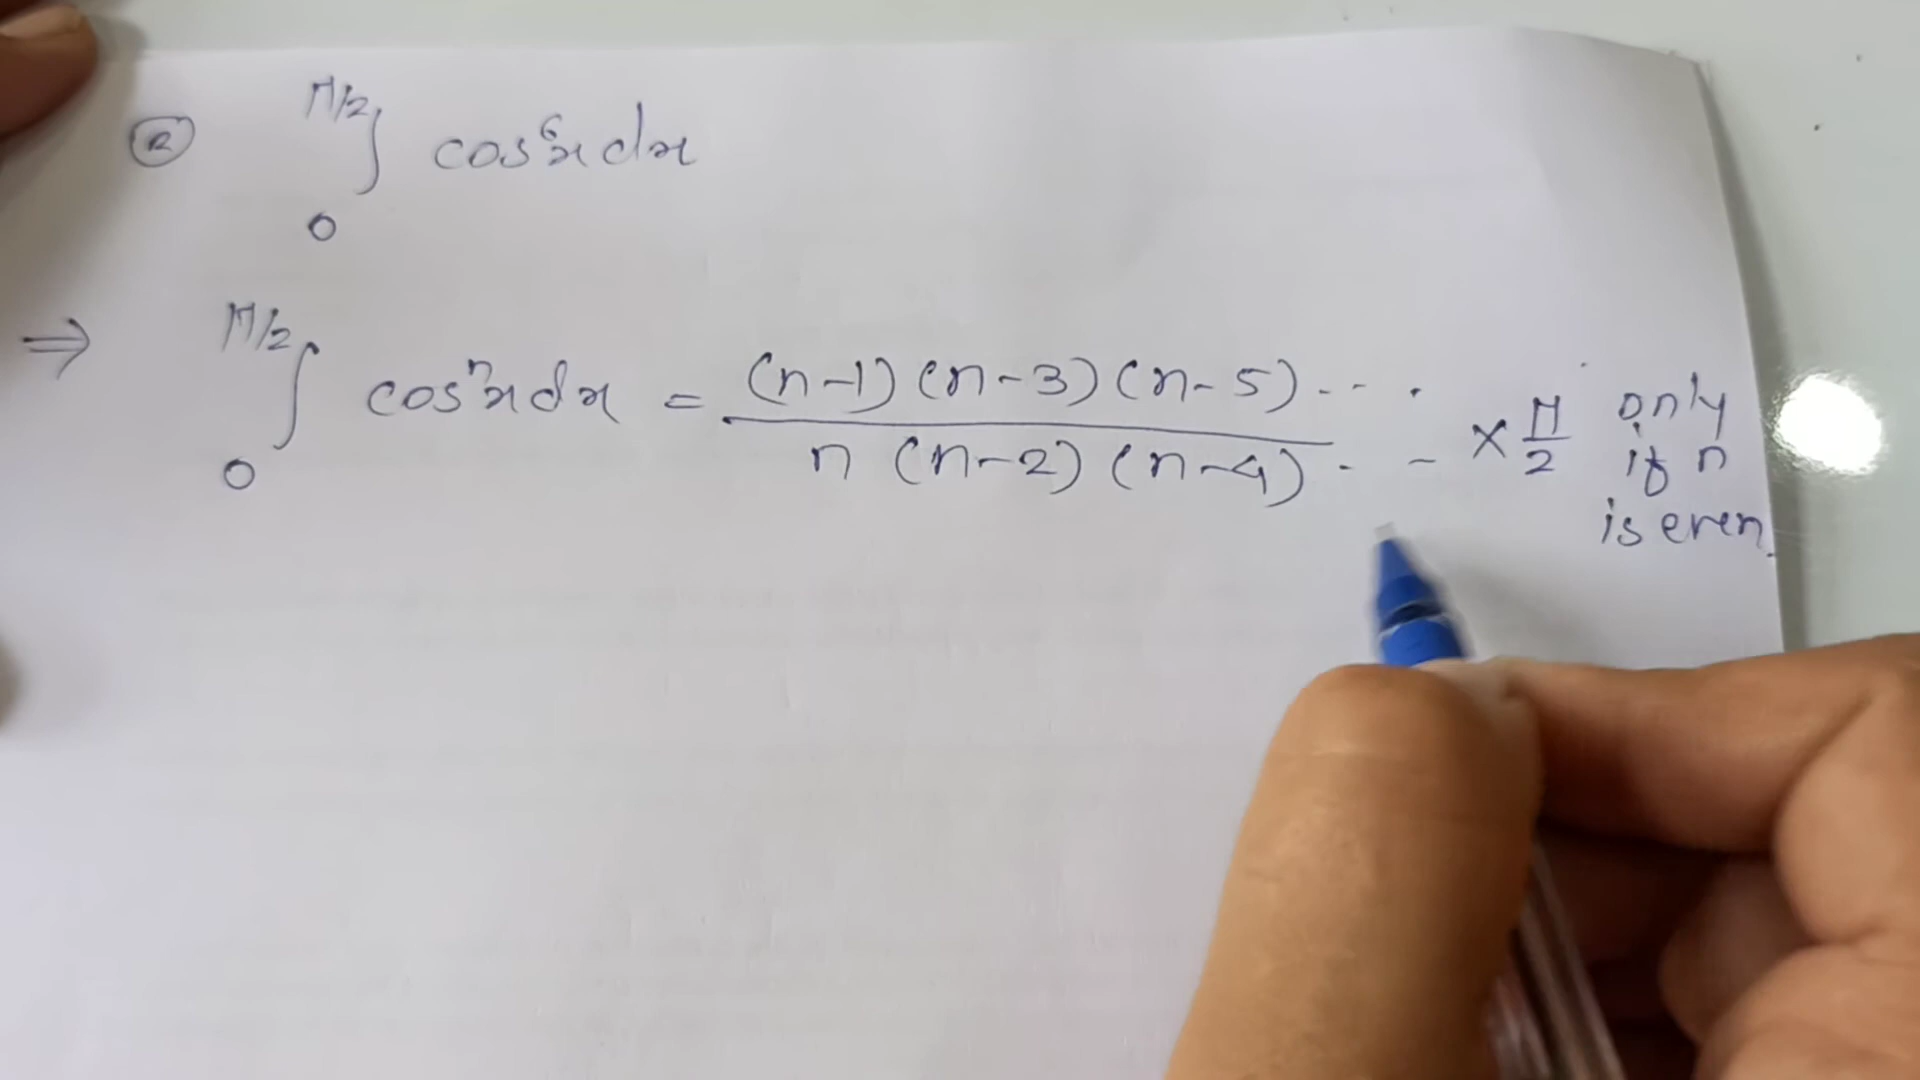 ② π/2 ∫ 0 cos⁶x dx
⇒ π/2 ∫ 0 cosⁿx dx = (n-1)(n-3)(n-5)... / n(n-2)(n-4)... × π/2 only
if n
is even.